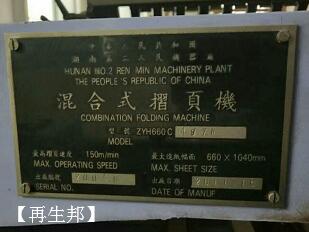 中华人民共和国
湖南第二人民機器廠
HUNAN NO.2 REN MIN MACHINERY PLANT
THE PEOPLE'S REPUBLIC OF CHINA
混合式摺頁機
COMBINATION FOLDING MACHINE
型號 ZYH660C
MODEL
最高摺頁速度 150m/min
MAX. OPERATING SPEED
出廠編號
SERIAL NO.
最大進紙幅面 660×1040mm
MAX. SHEET SIZE
出廠日期
DATE OF MANUF
【再生邦】